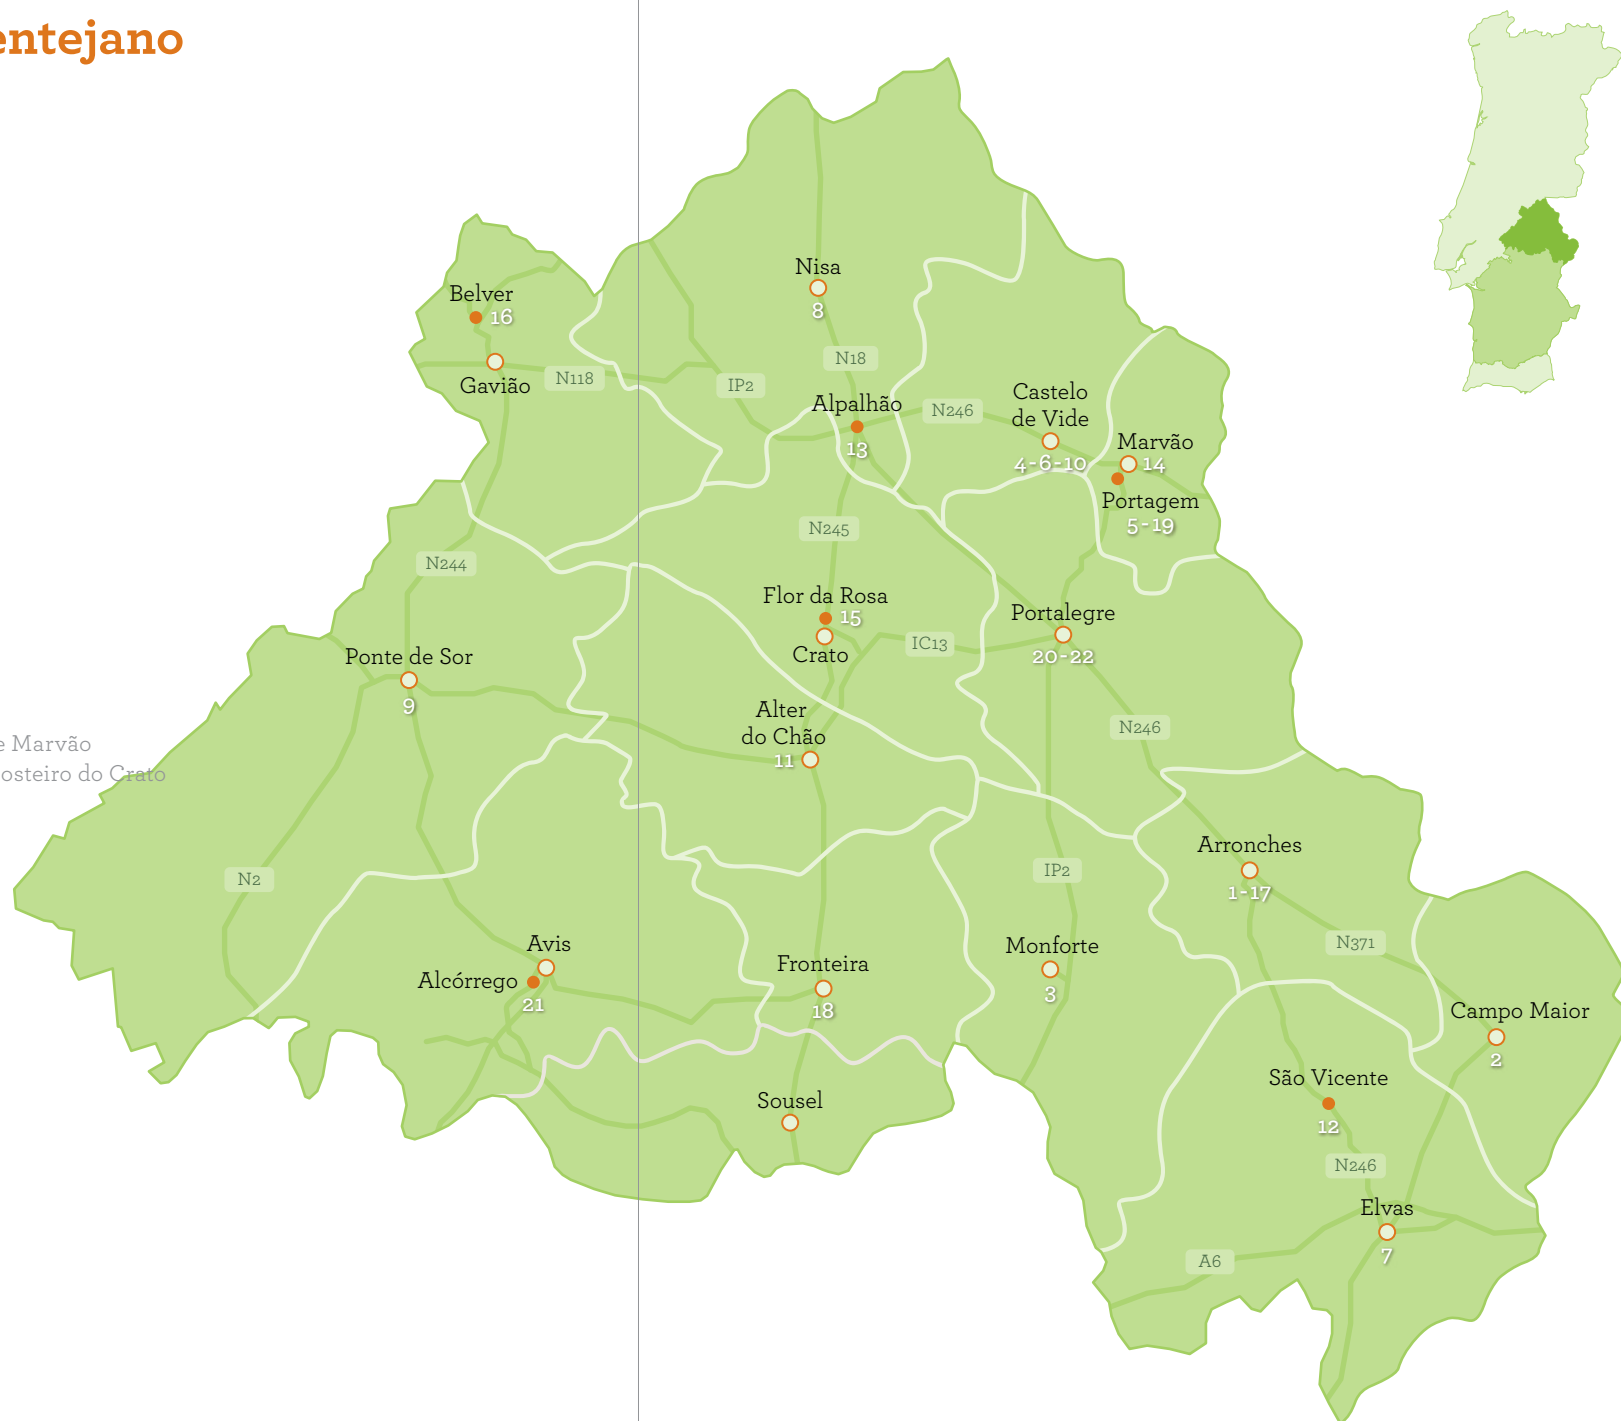 entejano
Nisa
8
Belver
16
Gavião
N118
N18
IP2
Alpalhão
13
N246
Castelo
de Vide
4-6-10
Marvão
14
Portagem
5-19
N245
N244
Flor da Rosa
15
Crato
IC13
Portalegre
20-22
Ponte de Sor
9
Alter
do Chão
11
N246
e Marvão
osteiro do Crato
Arronches
1-17
IP2
N2
Avis
Alcórrego
21
Fronteira
18
Monforte
3
N371
Campo Maior
2
São Vicente
12
Sousel
N246
Elvas
7
A6